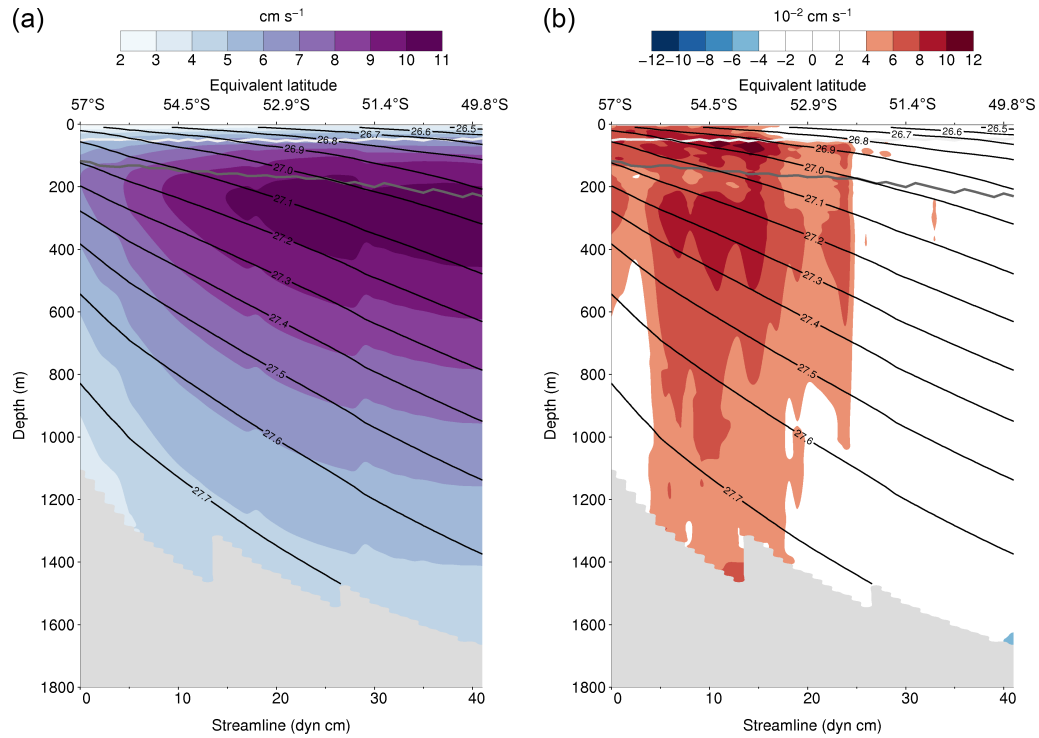 (a)
cm s⁻¹
2 3 4 5 6 7 8 9 10 11
Equivalent latitude
57°S 54.5°S 52.9°S 51.4°S 49.8°S
0
200
400
600
800
1000
1200
1400
1600
1800
Depth (m)
26.5
26.6
26.7
26.8
26.9
27.0
27.1
27.2
27.3
27.4
27.5
27.6
27.7
0 10 20 30 40
Streamline (dyn cm)
(b)
10⁻² cm s⁻¹
−12 −10 −8 −6 −4 −2 0 2 4 6 8 10 12
Equivalent latitude
57°S 54.5°S 52.9°S 51.4°S 49.8°S
0
200
400
600
800
1000
1200
1400
1600
1800
Depth (m)
26.5
26.6
26.7
26.8
26.9
27.0
27.1
27.2
27.3
27.4
27.5
27.6
27.7
0 10 20 30 40
Streamline (dyn cm)